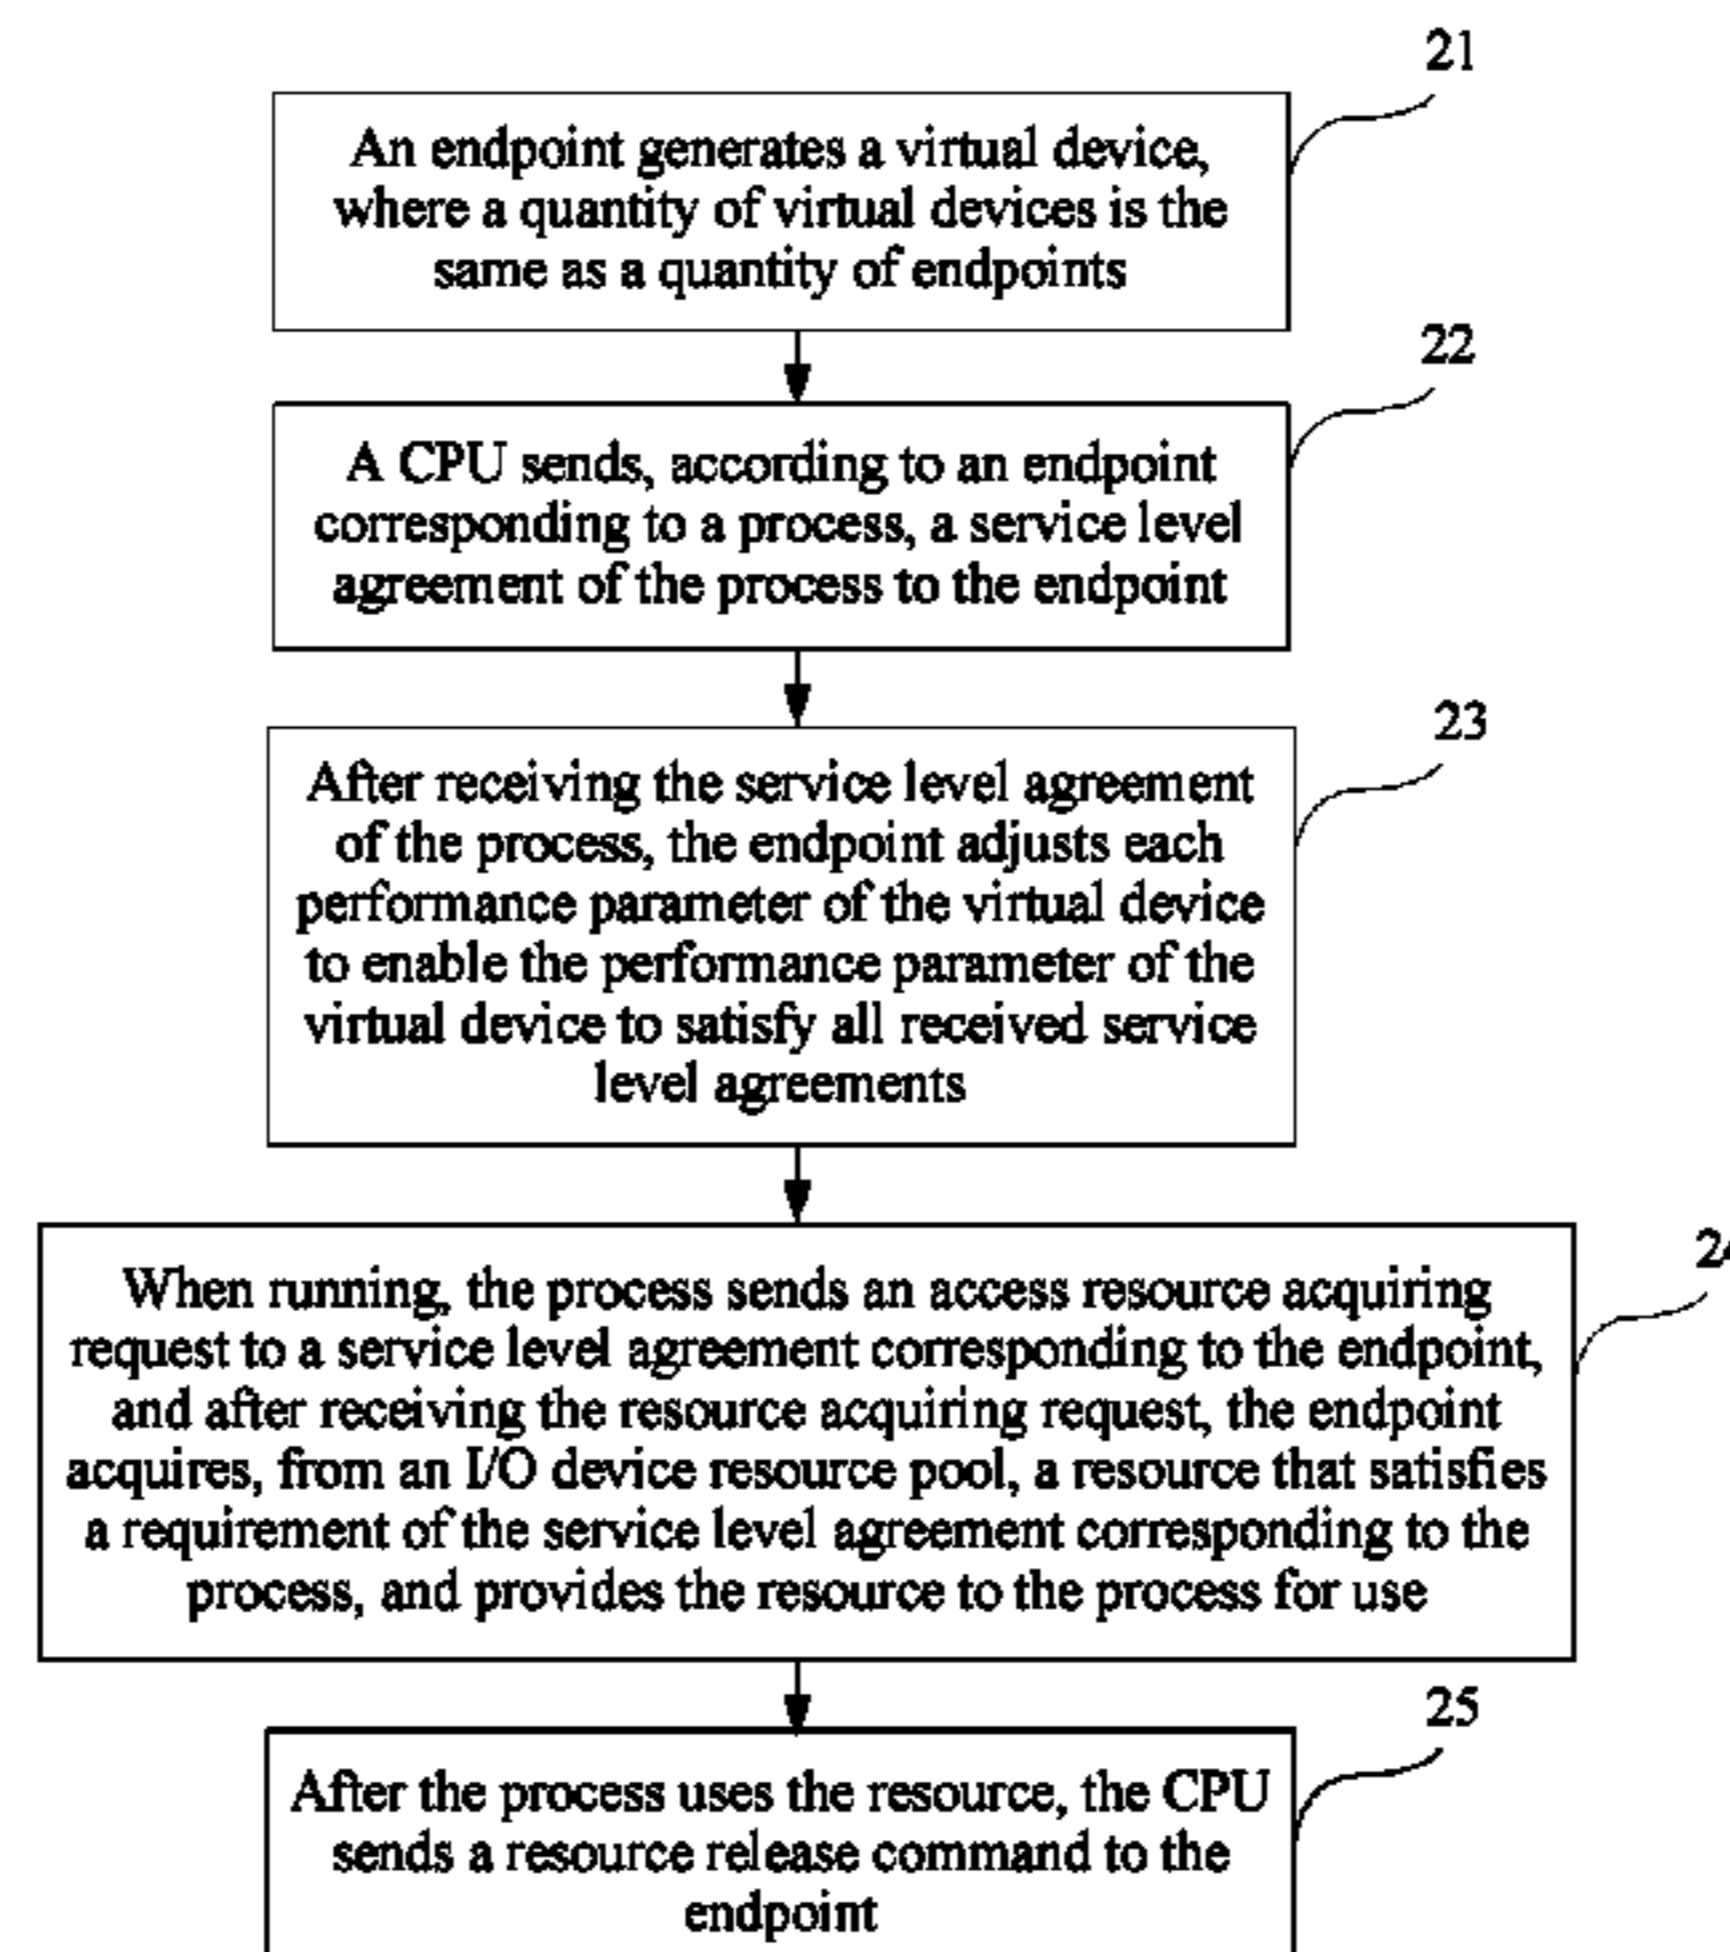 21
An endpoint generates a virtual device,
where a quantity of virtual devices is the
same as a quantity of endpoints
22
A CPU sends, according to an endpoint
corresponding to a process, a service level
agreement of the process to the endpoint
23
After receiving the service level agreement
of the process, the endpoint adjusts each
performance parameter of the virtual device
to enable the performance parameter of the
virtual device to satisfy all received service
level agreements
24
When running, the process sends an access resource acquiring
request to a service level agreement corresponding to the endpoint,
and after receiving the resource acquiring request, the endpoint
acquires, from an I/O device resource pool, a resource that satisfies
a requirement of the service level agreement corresponding to the
process, and provides the resource to the process for use
25
After the process uses the resource, the CPU
sends a resource release command to the
endpoint